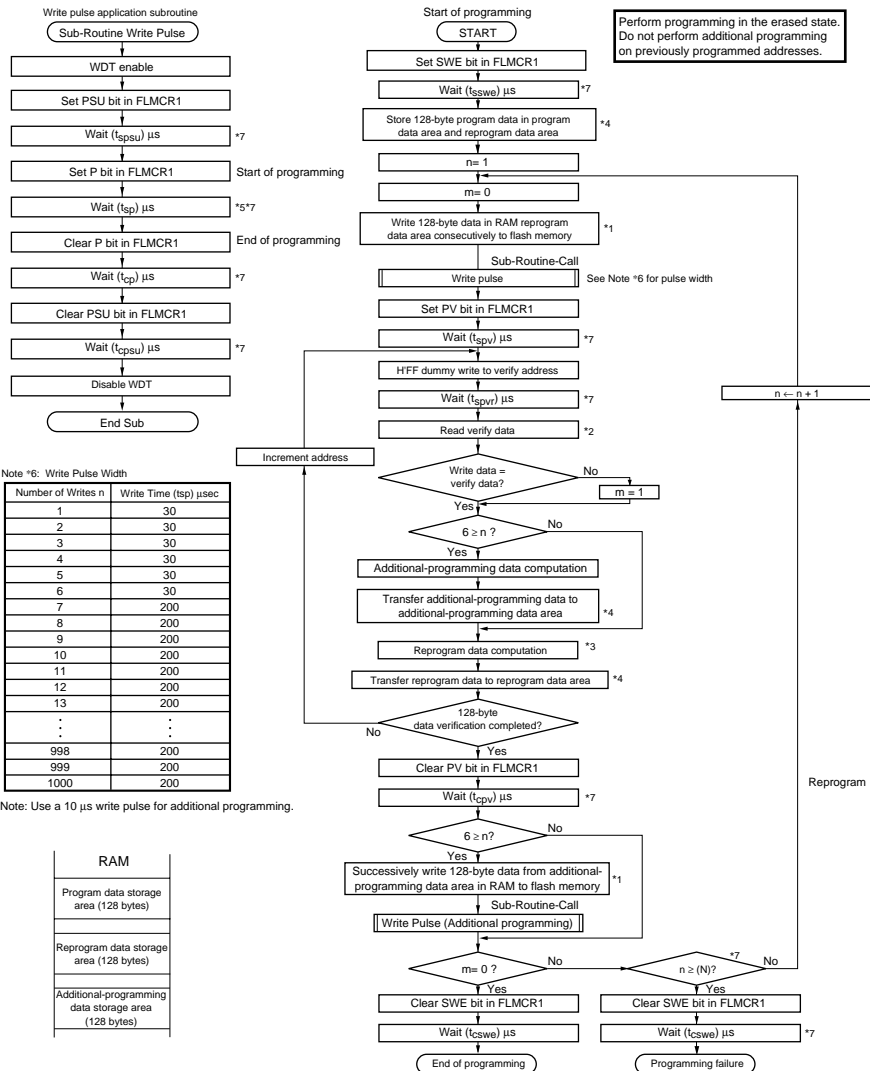 Write pulse application subroutine
Sub-Routine Write Pulse
WDT enable
Set PSU bit in FLMCR1
Wait (tspsu) μs
*7
Set P bit in FLMCR1
Start of programming
Wait (tsp) μs
*5*7
Clear P bit in FLMCR1
End of programming
Wait (tcp) μs
*7
Clear PSU bit in FLMCR1
Wait (tcpsu) μs
*7
Disable WDT
End Sub
Note *6: Write Pulse Width
Number of Writes n Write Time (tsp) μsec
1 30
2 30
3 30
4 30
5 30
6 30
7 200
8 200
9 200
10 200
11 200
12 200
13 200
998 200
999 200
1000 200
Note: Use a 10 μs write pulse for additional programming.
RAM
Program data storage
area (128 bytes)
Reprogram data storage
area (128 bytes)
Additional-programming
data storage area
(128 bytes)
Start of programming
START
Set SWE bit in FLMCR1
Wait (tsswe) μs
*7
Store 128-byte program data in program
data area and reprogram data area
*4
n= 1
m= 0
Write 128-byte data in RAM reprogram
data area consecutively to flash memory
*1
Sub-Routine-Call
Write pulse
See Note *6 for pulse width
Set PV bit in FLMCR1
Wait (tspv) μs
*7
H'FF dummy write to verify address
Wait (tspvr) μs
*7
Read verify data
*2
Increment address
Write data =
verify data?
No
m = 1
Yes
6 ≥ n ?
No
Yes
Additional-programming data computation
Transfer additional-programming data to
additional-programming data area
*4
Reprogram data computation
*3
Transfer reprogram data to reprogram data area
*4
128-byte
data verification completed?
No
Yes
Clear PV bit in FLMCR1
Wait (tcpv) μs
*7
6 ≥ n?
No
Yes
Successively write 128-byte data from additional-
programming data area in RAM to flash memory
*1
Sub-Routine-Call
Write Pulse (Additional programming)
m= 0 ?
No
Yes
Clear SWE bit in FLMCR1
Wait (tcswe) μs
End of programming
*7
n ≥ (N)?
No
Yes
Clear SWE bit in FLMCR1
Wait (tcswe) μs
*7
Programming failure
Reprogram
n ← n + 1
Perform programming in the erased state.
Do not perform additional programming
on previously programmed addresses.